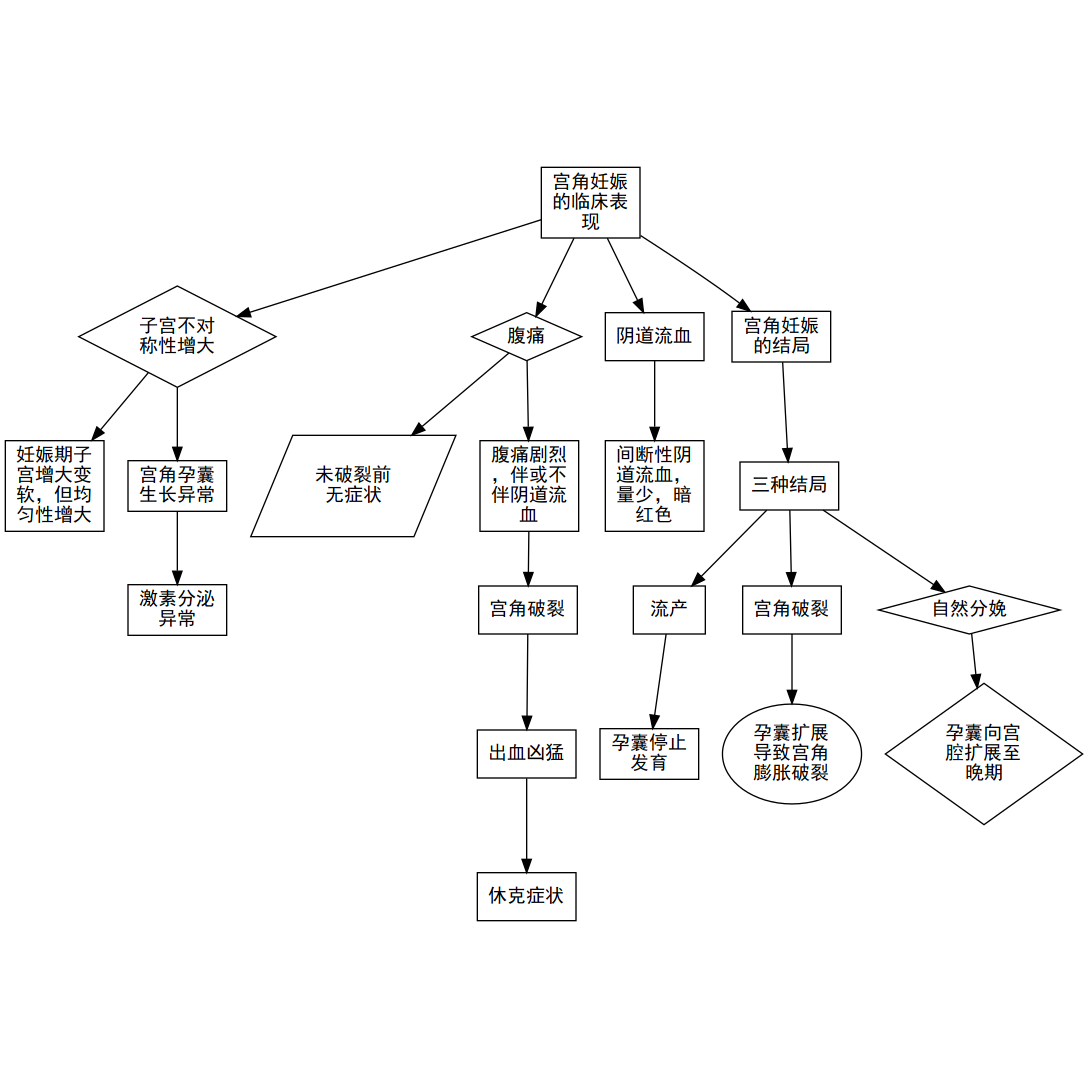 宫角妊娠
的临床表
现
子宫不对
称性增大
腹痛
阴道流血
宫角妊娠
的结局
妊娠期子
宫增大变
软，但均
匀性增大
宫角孕囊
生长异常
未破裂前
无症状
腹痛剧烈
，伴或不
伴阴道流
血
间断性阴
道流血，
量少，暗
红色
三种结局
激素分泌
异常
宫角破裂
流产
宫角破裂
自然分娩
出血凶猛
孕囊停止
发育
孕囊扩展
导致宫角
膨胀破裂
孕囊向宫
腔扩展至
晚期
休克症状